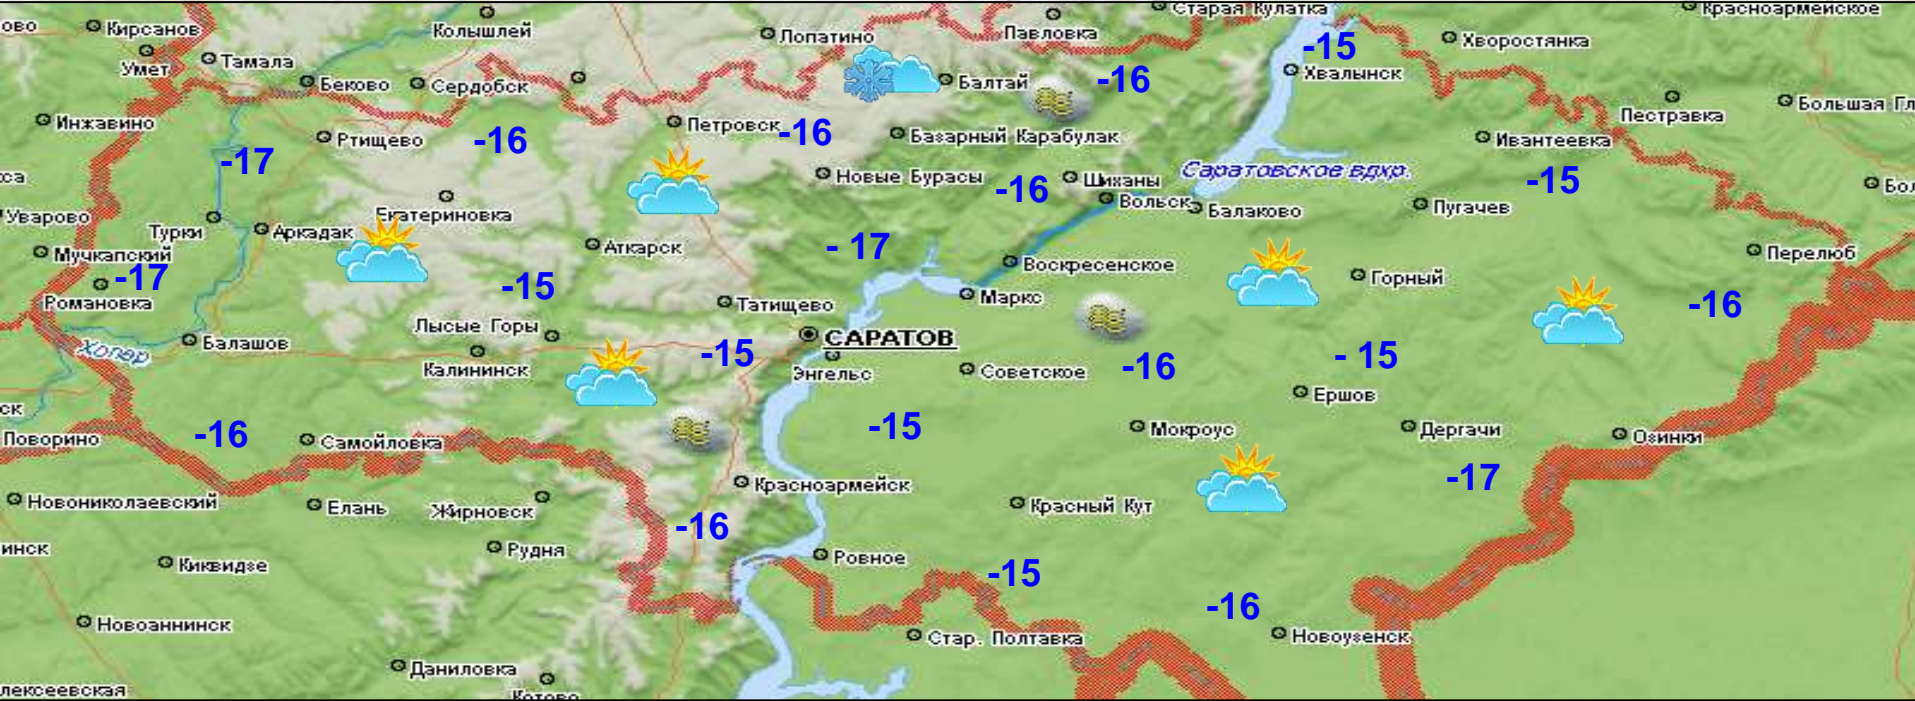 Старая Кулатка
Красноармейское
Кирсанов
Колышлей
Лопатино
Павловка
Хворостянка
-15
Умет
Тамала
Беково
Сердобск
Балтай
-16
Хвалынск
Инжавино
Ртищево
-16
Петровск
-16
Базарный Карабулак
Пестравка
Большая Гл
Ивантеевка
-17
Новые Бурасы
-16
Шиханы
Саратовское вдхр.
-15
Уварово
Турки
Аркадак
Екатериновка
Аткарск
- 17
Вольск
Балаково
Пугачев
Мучкапский
-17
Романовка
-15
Татищево
Воскресенское
Маркс
Горный
Перелюб
-16
Хопер
Балашов
Лысые Горы
Калининск
-15
САРАТОВ
Энгельс
Советское
-16
- 15
Ершов
Поворино
-16
Самойловка
-15
Мокроус
Дергачи
Озинки
-17
Новониколаевский
Елань
Жирновск
Красноармейск
Красный Кут
-16
Рудня
Киквидзе
Ровное
-15
-16
Новоаннинск
Стар. Полтавка
Новоузенск
Даниловка
Котово
лексеевская